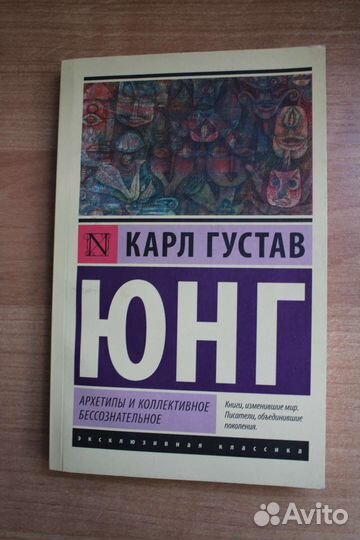 N КАРЛ ГУСТАВ
ЮНГ
АРХЕТИПЫ И КОЛЛЕКТИВНОЕ
БЕССОЗНАТЕЛЬНОЕ
Книги, изменившие мир.
Писатели, объединившие
поколения.
эксклюзивная классика
Avito